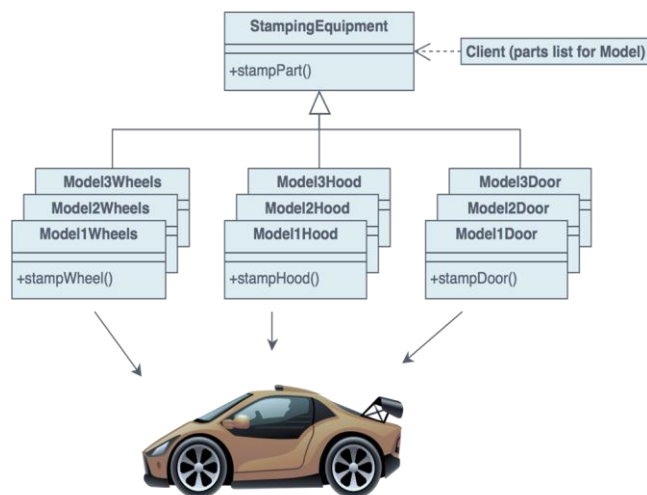 StampingEquipment
Client (parts list for Model)
+stampPart()
Model3Wheels
Model3Hood
Model3Door
Model2Wheels
Model2Hood
Model2Door
Model1Wheels
Model1Hood
Model1Door
+stampWheel()
+stampHood()
+stampDoor()